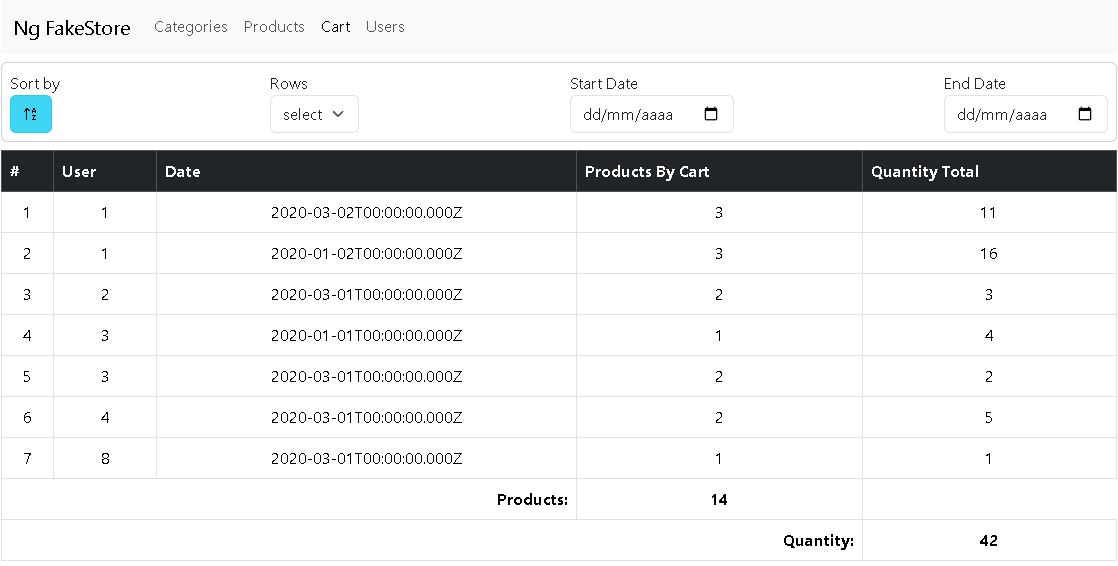 Ng FakeStore Categories Products Cart Users
Sort by Rows Start Date End Date
select dd/mm/aaaa dd/mm/aaaa
# User Date Products By Cart Quantity Total
1 1 2020-03-02T00:00:00.000Z 3 11
2 1 2020-01-02T00:00:00.000Z 3 16
3 2 2020-03-01T00:00:00.000Z 2 3
4 3 2020-01-01T00:00:00.000Z 1 4
5 3 2020-03-01T00:00:00.000Z 2 2
6 4 2020-03-01T00:00:00.000Z 2 5
7 8 2020-03-01T00:00:00.000Z 1 1
Products: 14
Quantity: 42